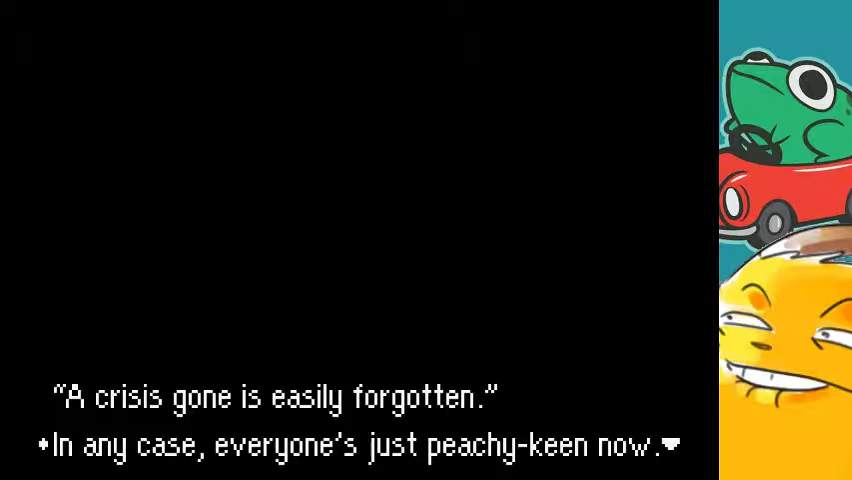 “A crisis gone is easily forgotten.”
•In any case, everyone’s just peachy-keen now.